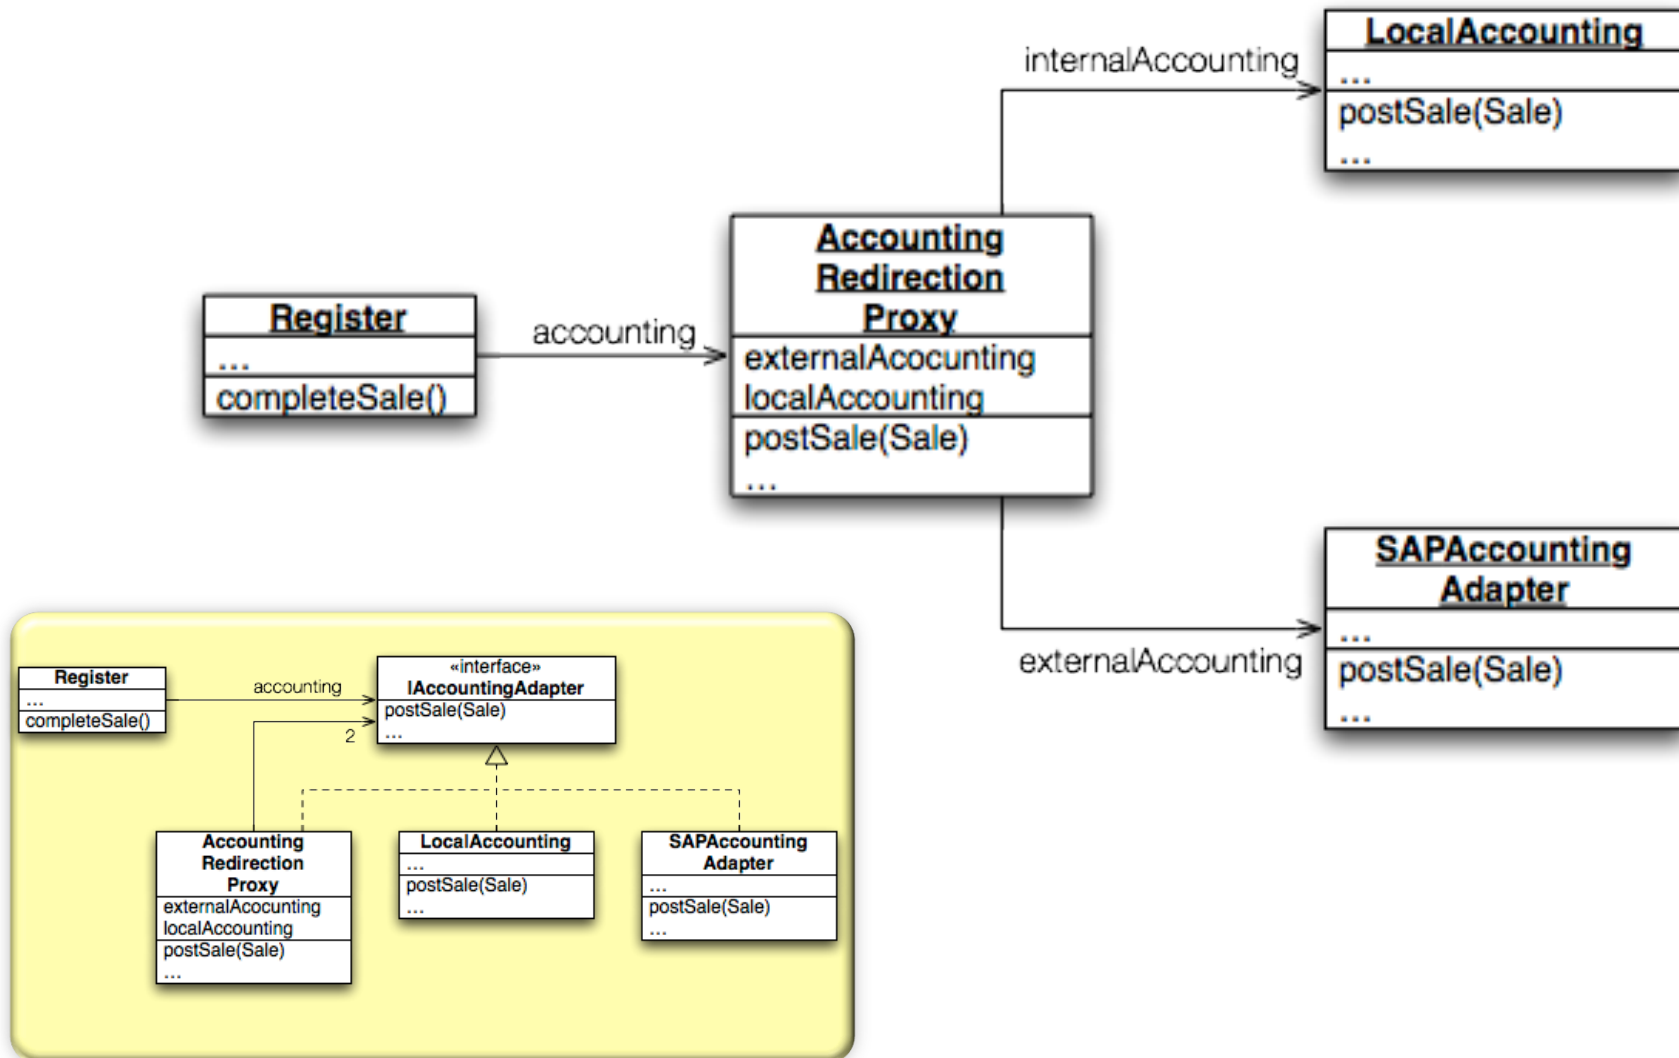 LocalAccounting
...
postSale(Sale)
...
internalAccounting
Accounting
Redirection
Proxy
externalAcocunting
localAccounting
postSale(Sale)
...
Register
...
completeSale()
accounting
SAPAccounting
Adapter
...
postSale(Sale)
...
externalAccounting
Register
...
completeSale()
accounting
«interface»
IAccountingAdapter
postSale(Sale)
...
2
Accounting
Redirection
Proxy
externalAcocunting
localAccounting
postSale(Sale)
...
LocalAccounting
...
postSale(Sale)
...
SAPAccounting
Adapter
...
postSale(Sale)
...